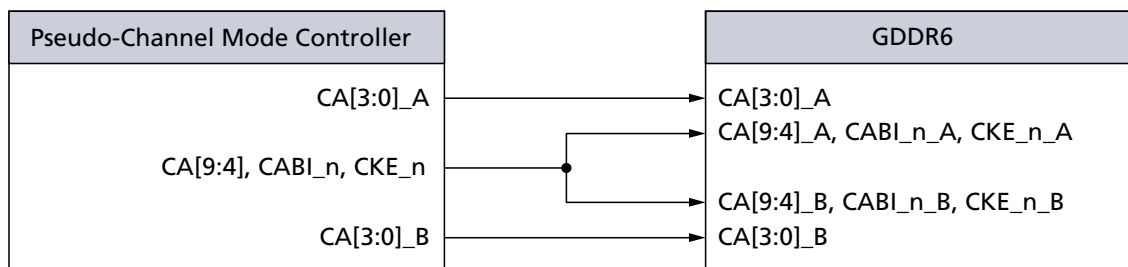 Pseudo-Channel Mode Controller
GDDR6
CA[3:0]_A
CA[3:0]_A
CA[9:4]_A, CABI_n_A, CKE_n_A
CA[9:4], CABI_n, CKE_n
CA[9:4]_B, CABI_n_B, CKE_n_B
CA[3:0]_B
CA[3:0]_B